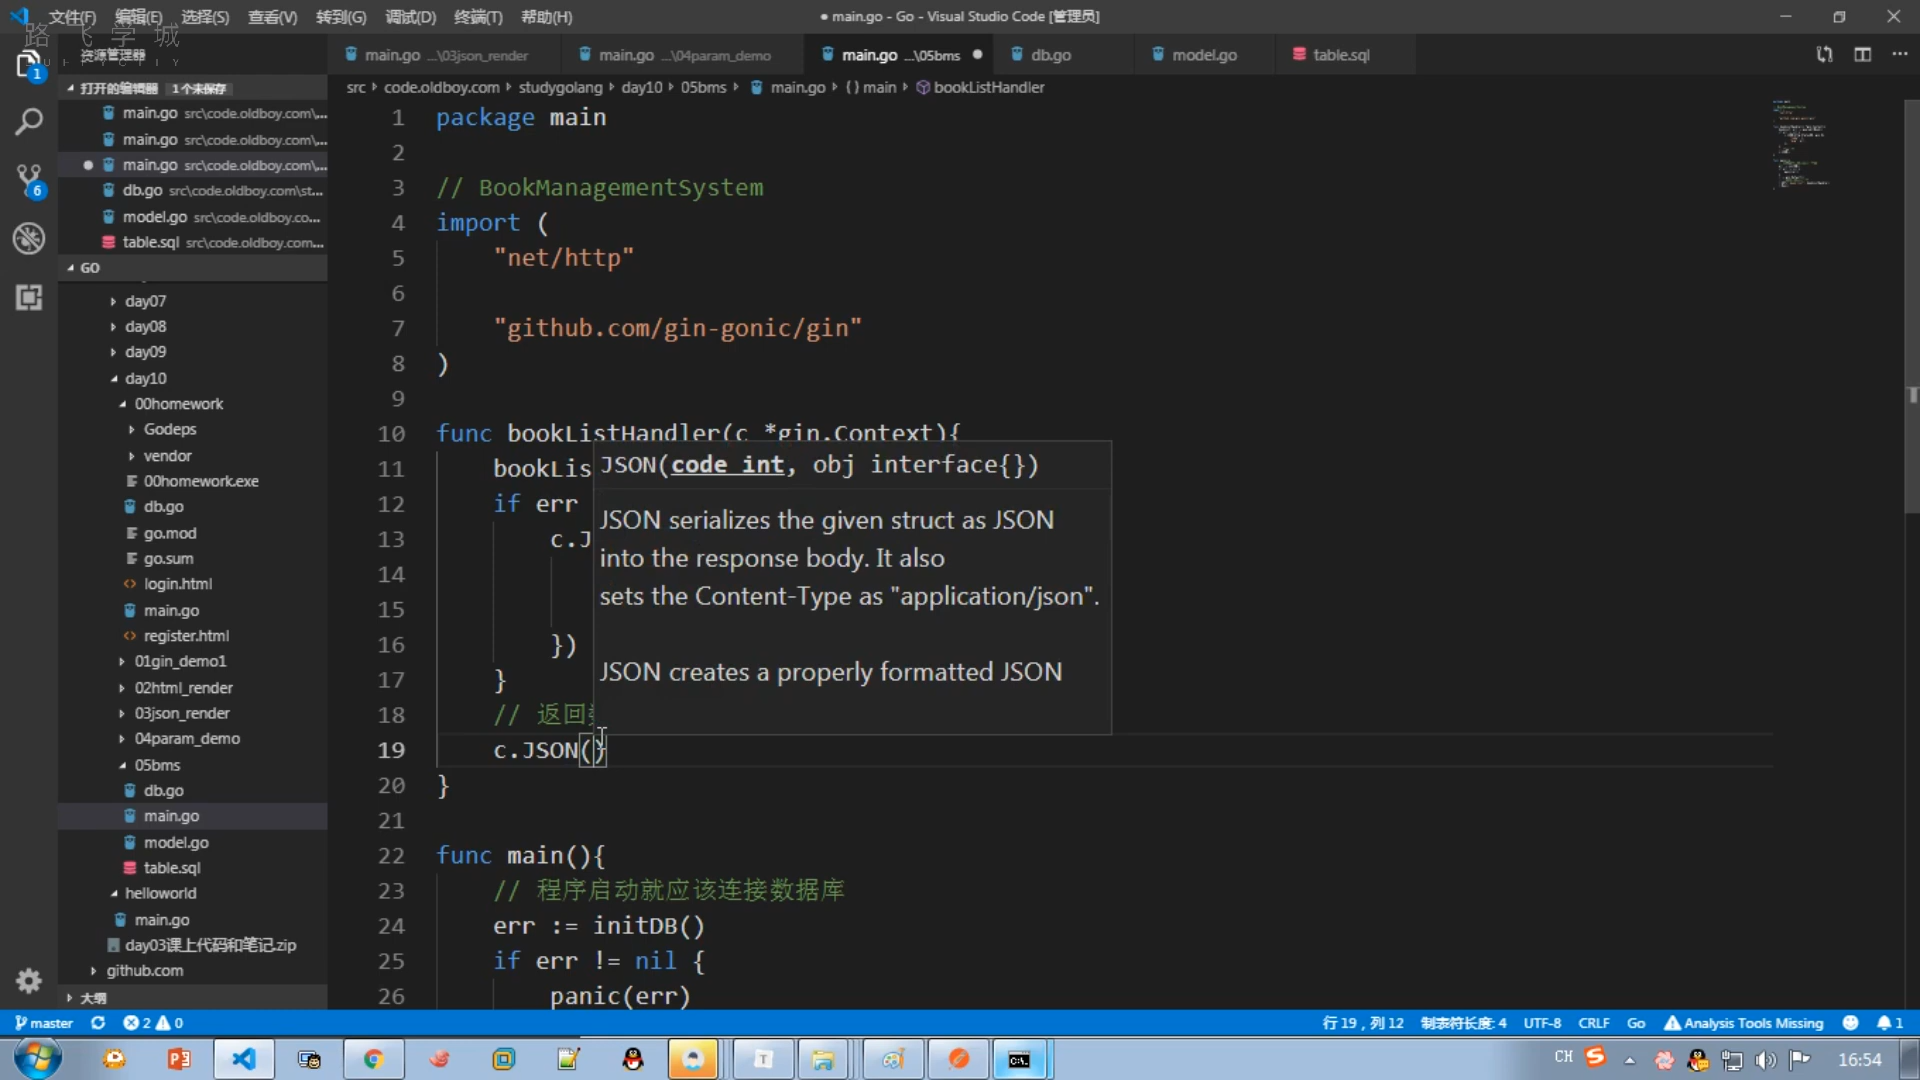 文件(F) 编辑(E) 选择(S) 查看(V) 转到(G) 调试(D) 终端(T) 帮助(H)
● main.go - Go - Visual Studio Code [管理员]
路飞学城
资源管理器
main.go ...\03json_render
main.go ...\04param_demo
main.go ...\05bms ●
db.go
model.go
table.sql
打开的编辑器 1 个未保存
src code.oldboy.com studygolang day10 05bms main.go {} main bookListHandler
main.go src\code.oldboy.com\...
main.go src\code.oldboy.com\...
● main.go src\code.oldboy.com\...
db.go src\code.oldboy.com\st...
model.go src\code.oldboy.co...
table.sql src\code.oldboy.com...
GO
day07
day08
day09
day10
00homework
Godeps
vendor
00homework.exe
db.go
go.mod
go.sum
login.html
main.go
register.html
01gin_demo1
02html_render
03json_render
04param_demo
05bms
db.go
main.go
model.go
table.sql
helloworld
main.go
day03课上代码和笔记.zip
github.com
大纲
1 package main
2
3 // BookManagementSystem
4 import (
5 "net/http"
6
7 "github.com/gin-gonic/gin"
8 )
9
10 func bookListHandler(c *gin.Context){
11 bookLis
12 if err
13 c.J
14
15
16 })
17 }
18 // 返回
19 c.JSON()
20 }
21
22 func main(){
23 // 程序启动就应该连接数据库
24 err := initDB()
25 if err != nil {
26 panic(err)
JSON(code int, obj interface{})
JSON serializes the given struct as JSON
into the response body. It also
sets the Content-Type as "application/json".
JSON creates a properly formatted JSON
1
6
master 2 0
行 19，列 12 制表符长度: 4 UTF-8 CRLF Go Analysis Tools Missing 1
CH 16:54